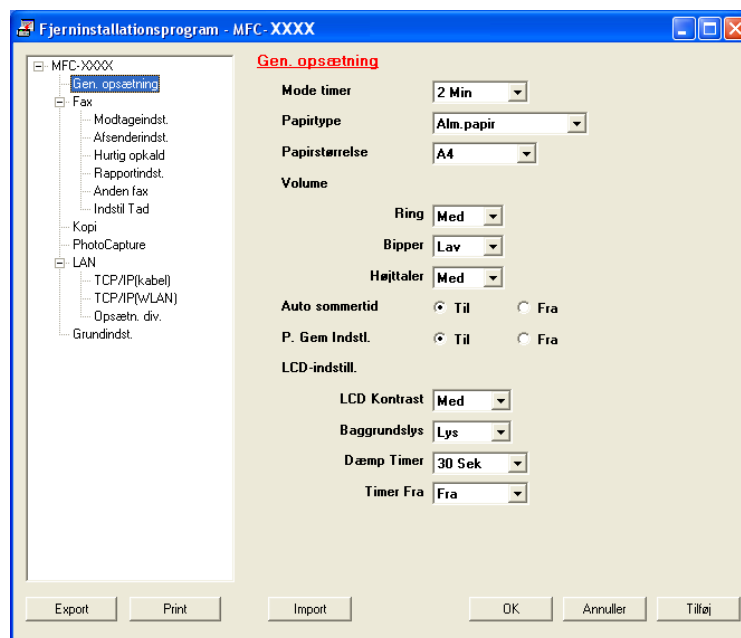 Fjerninstallationsprogram - MFC-XXXX
MFC-XXXX
Gen. opsætning
Fax
Modtageindst.
Afsenderindst.
Hurtig opkald
Rapportindst.
Anden fax
Indstil Tad
Kopi
PhotoCapture
LAN
TCP/IP(kabel)
TCP/IP(WLAN)
Opsætn. div.
Grundindst.
Gen. opsætning
Mode timer 2 Min
Papirtype Alm.papir
Papirstørrelse A4
Volume
Ring Med
Bipper Lav
Højttaler Med
Auto sommertid Til Fra
P. Gem Indstl. Til Fra
LCD-indstill.
LCD Kontrast Med
Baggrundslys Lys
Dæmp Timer 30 Sek
Timer Fra Fra
Export Print Import OK Annuller Tilføj